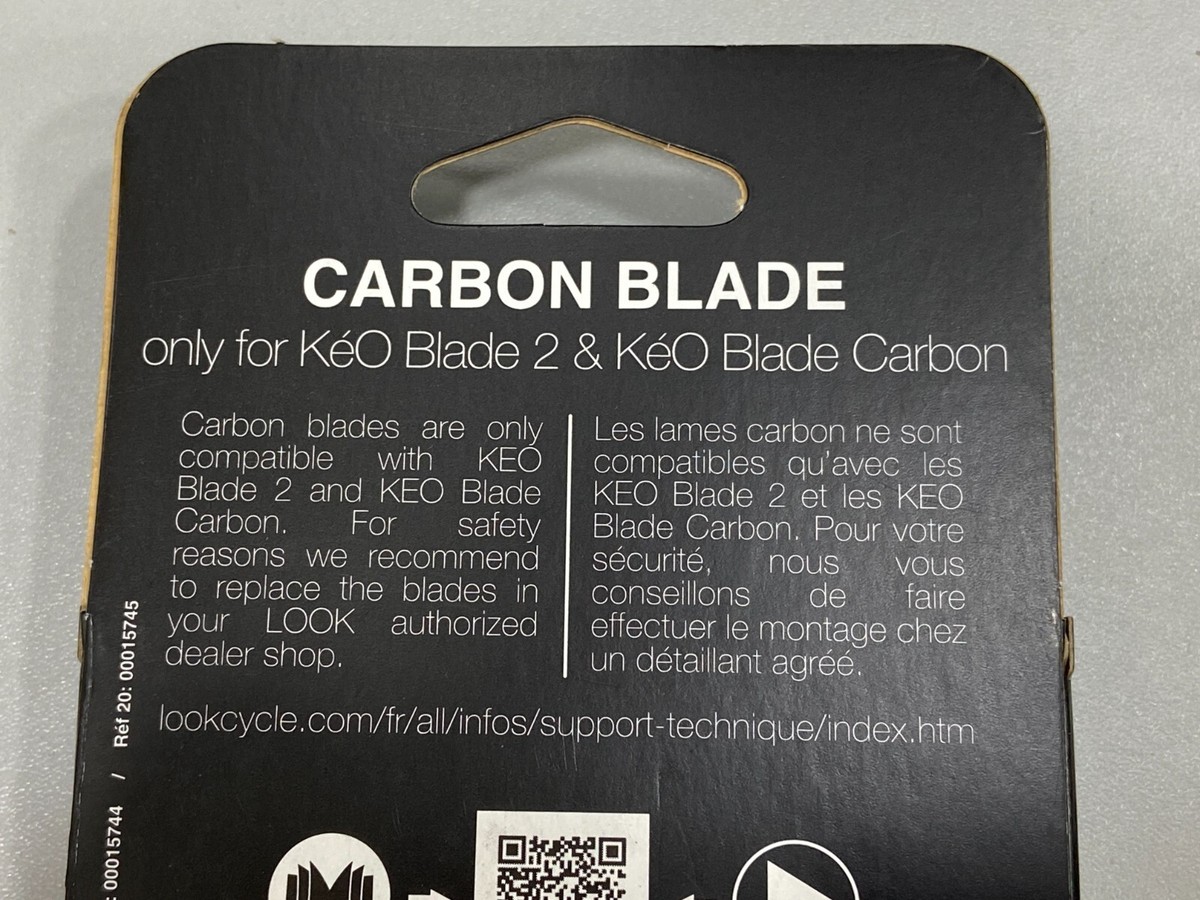 CARBON BLADE
only for KéO Blade 2 & KéO Blade Carbon
Carbon blades are only
compatible with KEO
Blade 2 and KEO Blade
Carbon. For safety
reasons we recommend
to replace the blades in
your LOOK authorized
dealer shop.
Les lames carbon ne sont
compatibles qu'avec les
KEO Blade 2 et les KEO
Blade Carbon. Pour votre
sécurité, nous vous
conseillons de faire
effectuer le montage chez
un détaillant agréé.
lookcycle.com/fr/all/infos/support-technique/index.htm
: 00015744 / Réf 20: 00015745